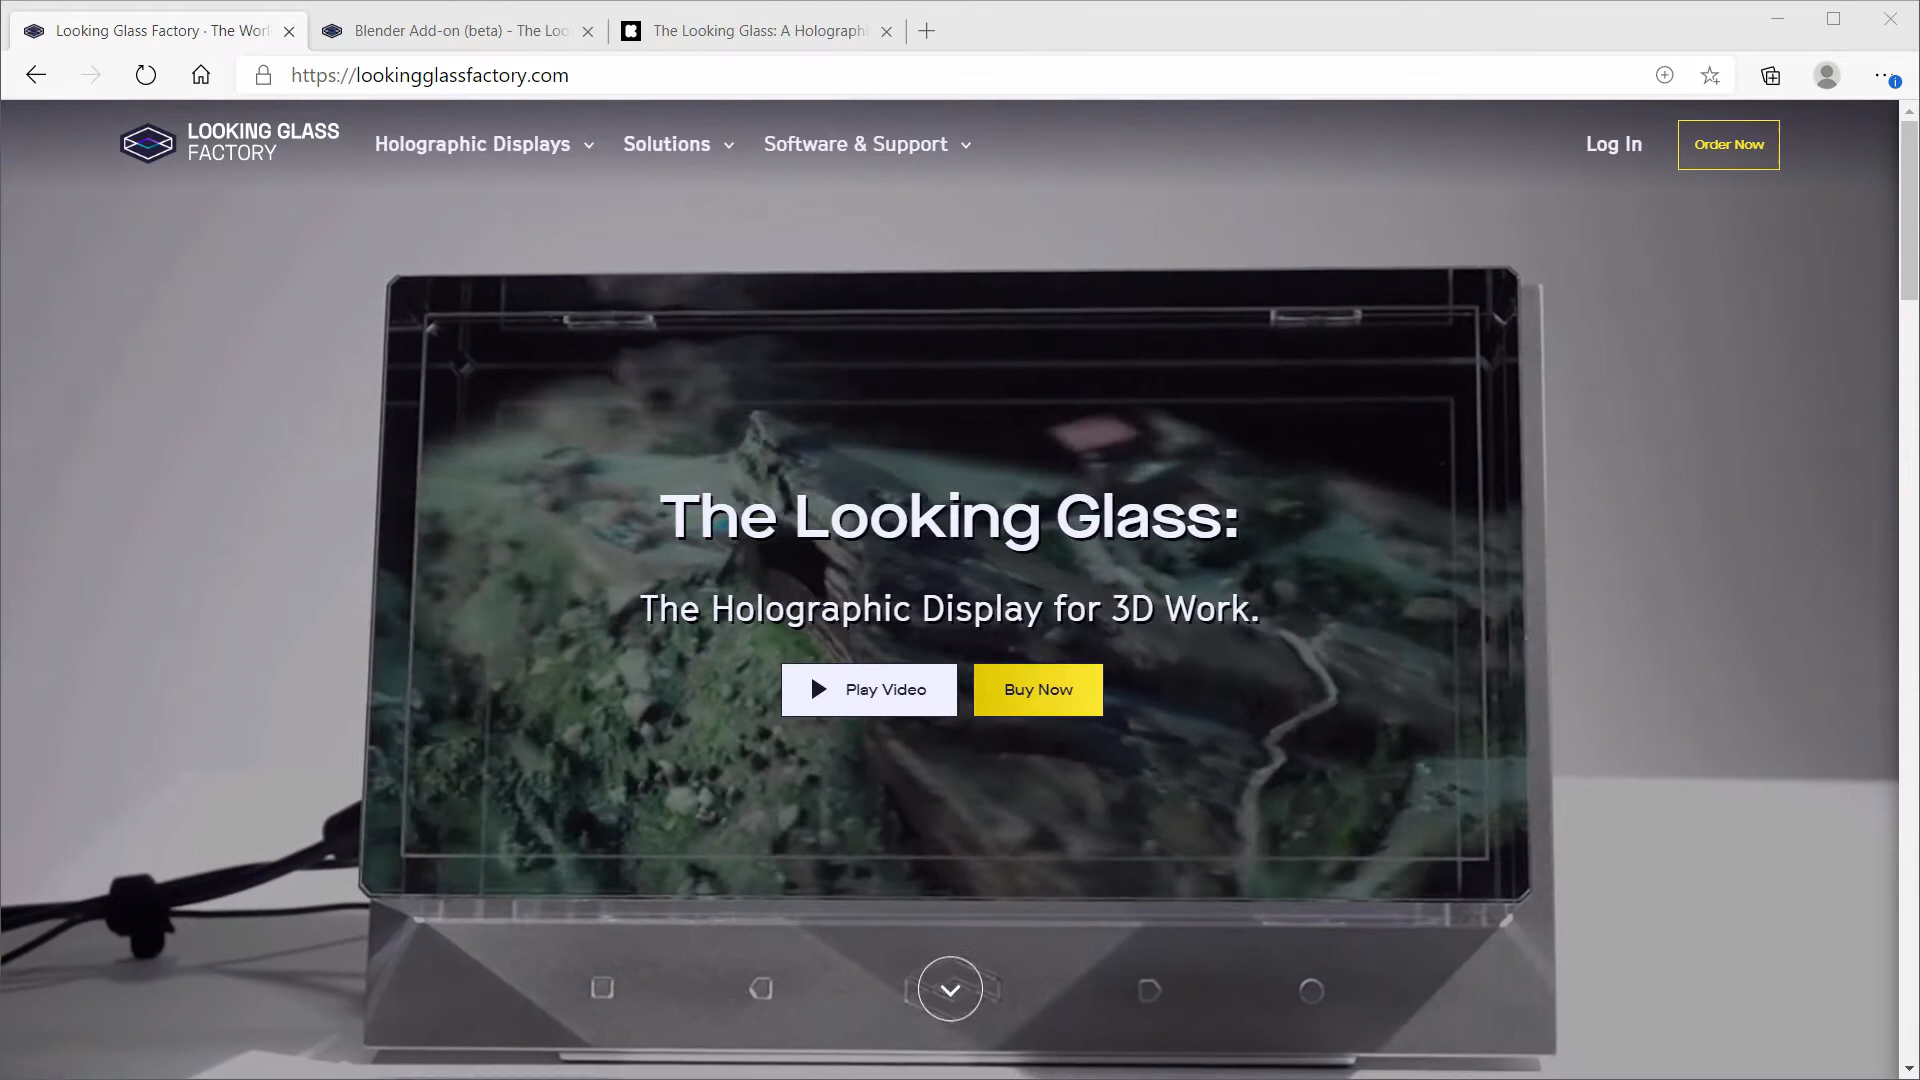 Looking Glass Factory · The Worl
Blender Add-on (beta) - The Loo
The Looking Glass: A Holographi
https://lookingglassfactory.com
LOOKING GLASS
FACTORY
Holographic Displays
Solutions
Software & Support
Log In
Order Now
The Looking Glass:
The Holographic Display for 3D Work.
Play Video
Buy Now